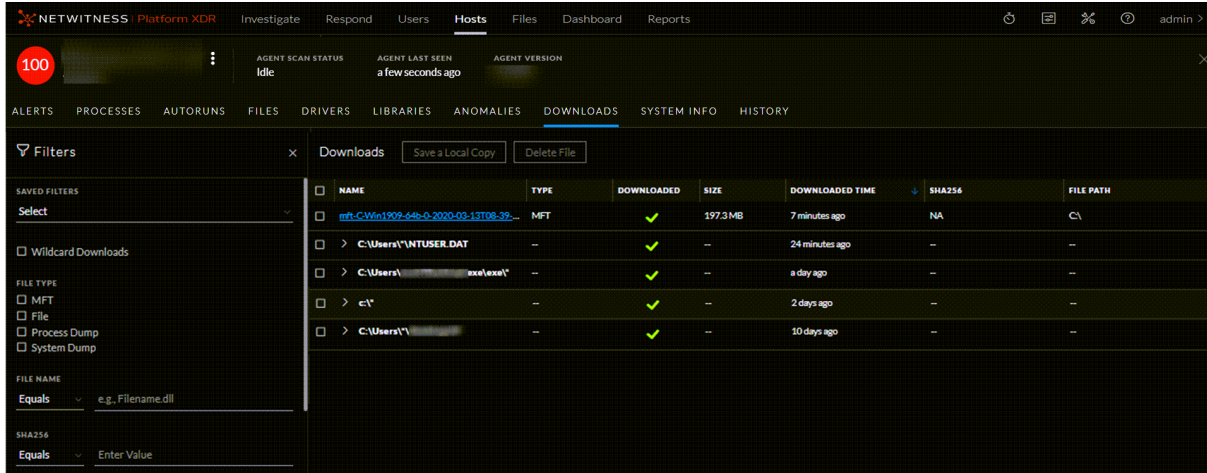 NETWITNESS Platform XDR Investigate Respond Users Hosts Files Dashboard Reports admin >
100 AGENT SCAN STATUS AGENT LAST SEEN AGENT VERSION
Idle a few seconds ago
ALERTS PROCESSES AUTORUNS FILES DRIVERS LIBRARIES ANOMALIES DOWNLOADS SYSTEM INFO HISTORY
Filters × Downloads Save a Local Copy Delete File
SAVED FILTERS
Select
Wildcard Downloads
FILE TYPE
MFT
File
Process Dump
System Dump
FILE NAME
Equals e.g., Filename.dll
SHA256
Equals Enter Value
NAME TYPE DOWNLOADED SIZE DOWNLOADED TIME SHA256 FILE PATH
mft-C-Win1909-64b-0-2020-03-13T08-39-... MFT 197.3 MB 7 minutes ago NA C:\
C:\Users\*\NTUSER.DAT -- -- 24 minutes ago -- --
C:\Users\ exe\exe\* -- -- a day ago -- --
c:\* -- -- 2 days ago -- --
C:\Users\*\ -- -- 10 days ago -- --